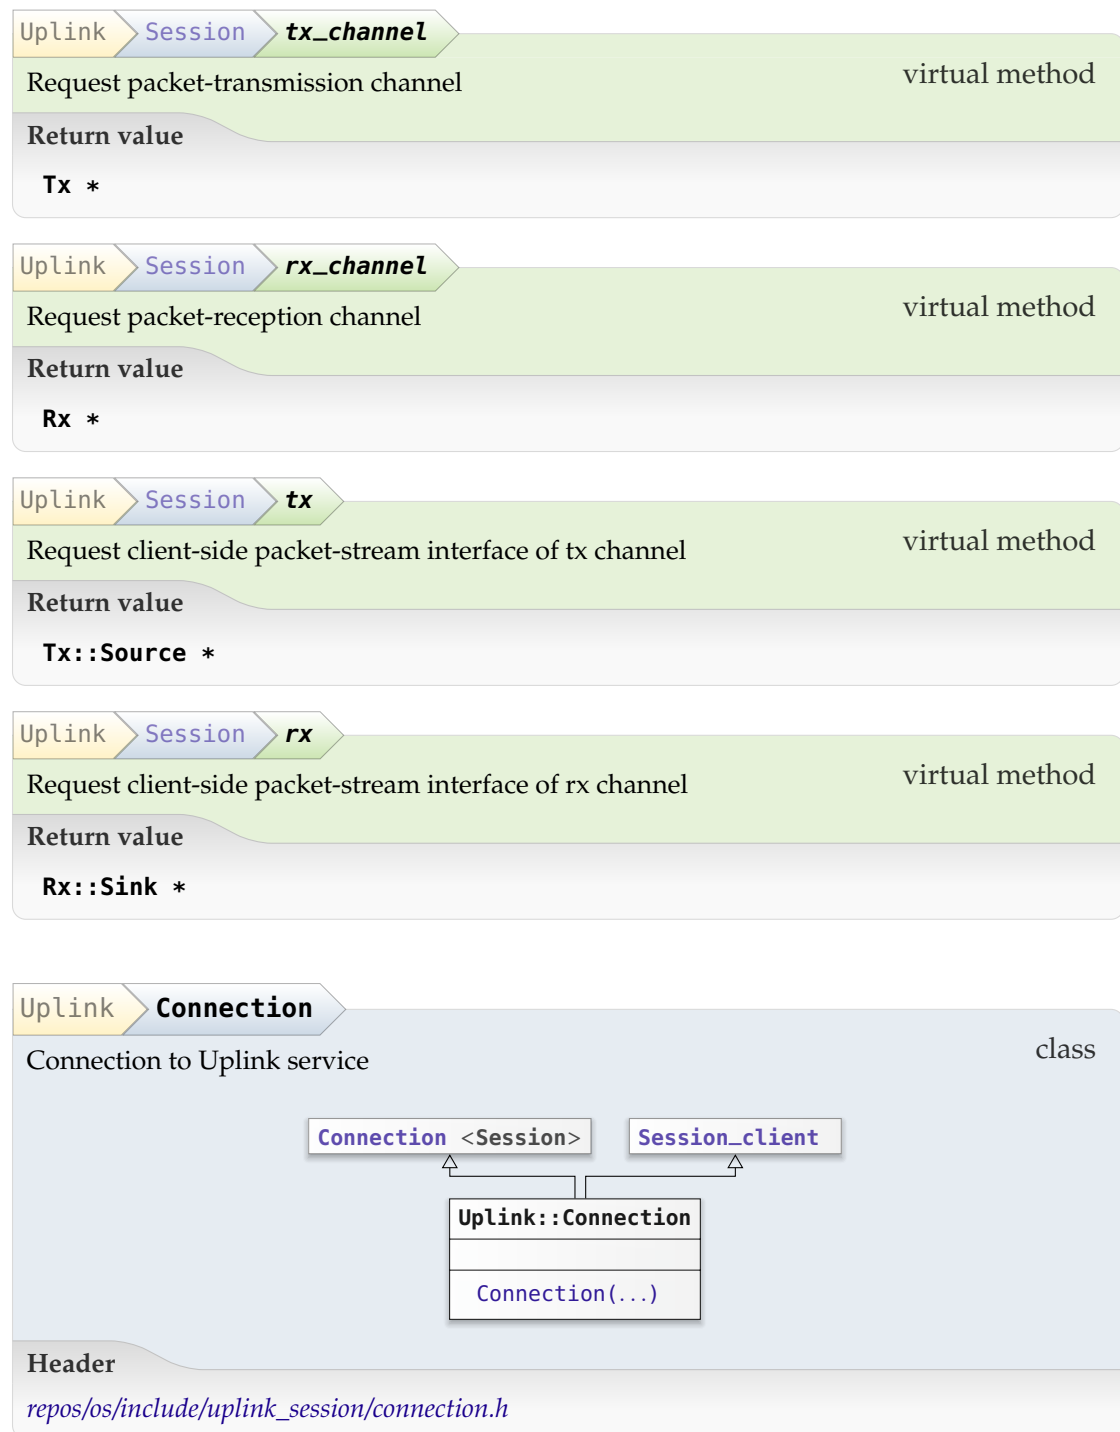 Uplink Session tx_channel
Request packet-transmission channel virtual method
Return value
Tx *
Uplink Session rx_channel
Request packet-reception channel virtual method
Return value
Rx *
Uplink Session tx
Request client-side packet-stream interface of tx channel virtual method
Return value
Tx::Source *
Uplink Session rx
Request client-side packet-stream interface of rx channel virtual method
Return value
Rx::Sink *
Uplink Connection
Connection to Uplink service class
Connection <Session> Session_client
Uplink::Connection
Connection(...)
Header
repos/os/include/uplink_session/connection.h